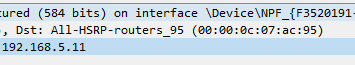 tured (584 bits) on interface \Device\NPF_{F3520191-
), Dst: All-HSRP-routers_95 (00:00:0c:07:ac:95)
192.168.5.11